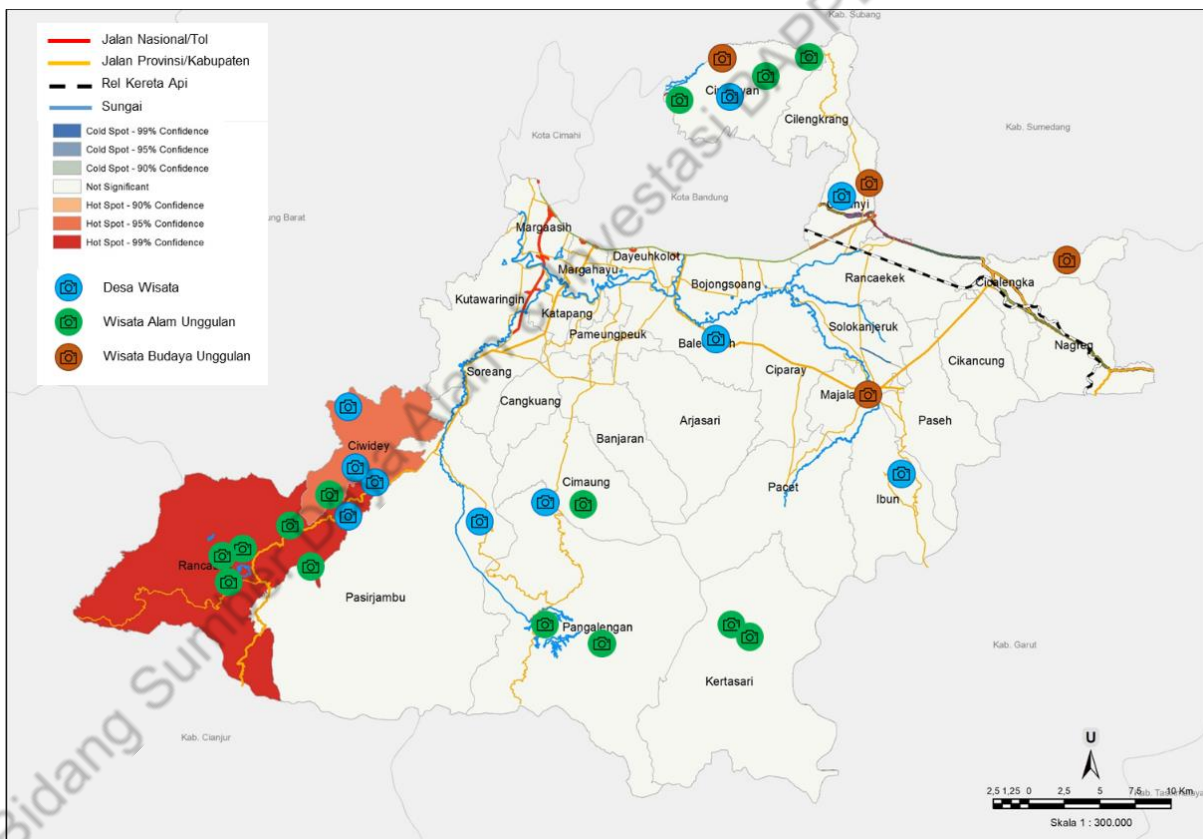 Jalan Nasional/Tol
Jalan Provinsi/Kabupaten
Rel Kereta Api
Sungai
Cold Spot - 99% Confidence
Cold Spot - 95% Confidence
Cold Spot - 90% Confidence
Not Significant
Hot Spot - 90% Confidence
Hot Spot - 95% Confidence
Hot Spot - 99% Confidence
Desa Wisata
Wisata Alam Unggulan
Wisata Budaya Unggulan
Kab. Subang
Cilengkrang
Kab. Sumedang
Kota Cimahi
Kota Bandung
ung Barat
Margaasih
Dayeuhkolot
Margahayu
Rancaekek
Bojongsoang
Cicalengka
Kutawaringin
Katapang
Solokanjeruk
Pameungpeuk
Nagreg
Cikancung
Soreang
Ciparay
Cangkuang
Majala
Arjasari
Paseh
Banjaran
Ciwidey
Cimaung
Pacet
Ibun
Ranca
Pasirjambu
Pangalengan
Kab. Garut
Kertasari
Kab. Cianjur
U
2,5 1,25 0 2,5 5 7,5 10 Km
Skala 1 : 300.000